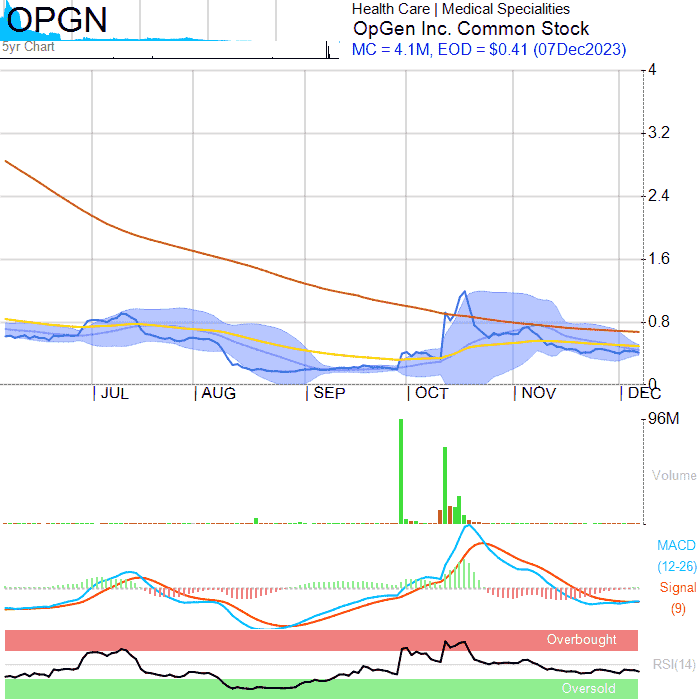 OPGN
Health Care | Medical Specialities
OpGen Inc. Common Stock
5yr Chart
MC = 4.1M, EOD = $0.41 (07Dec2023)
4
3.2
2.4
1.6
0.8
0
JUL
AUG
SEP
OCT
NOV
DEC
96M
Volume
MACD
(12-26)
Signal
(9)
Overbought
RSI(14)
Oversold